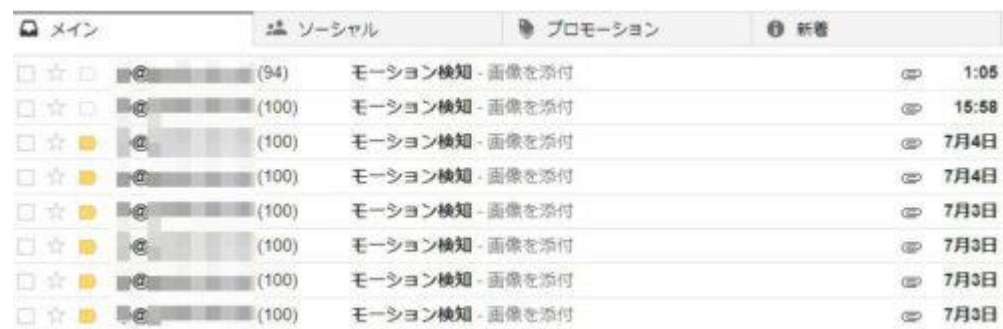 メイン ソーシャル プロモーション 新着
@ (94) モーション検知 - 画像を添付 1:05
@ (100) モーション検知 - 画像を添付 15:58
@ (100) モーション検知 - 画像を添付 7月4日
@ (100) モーション検知 - 画像を添付 7月4日
@ (100) モーション検知 - 画像を添付 7月3日
@ (100) モーション検知 - 画像を添付 7月3日
@ (100) モーション検知 - 画像を添付 7月3日
@ (100) モーション検知 - 画像を添付 7月3日